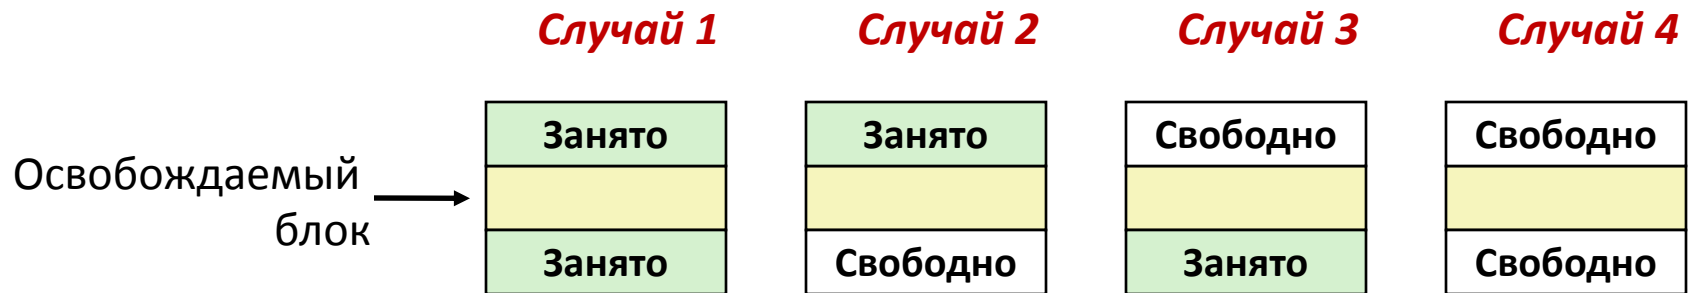 Случай 1 Случай 2 Случай 3 Случай 4
Занято Занято Свободно Свободно
Освобождаемый
блок
Занято Свободно Занято Свободно